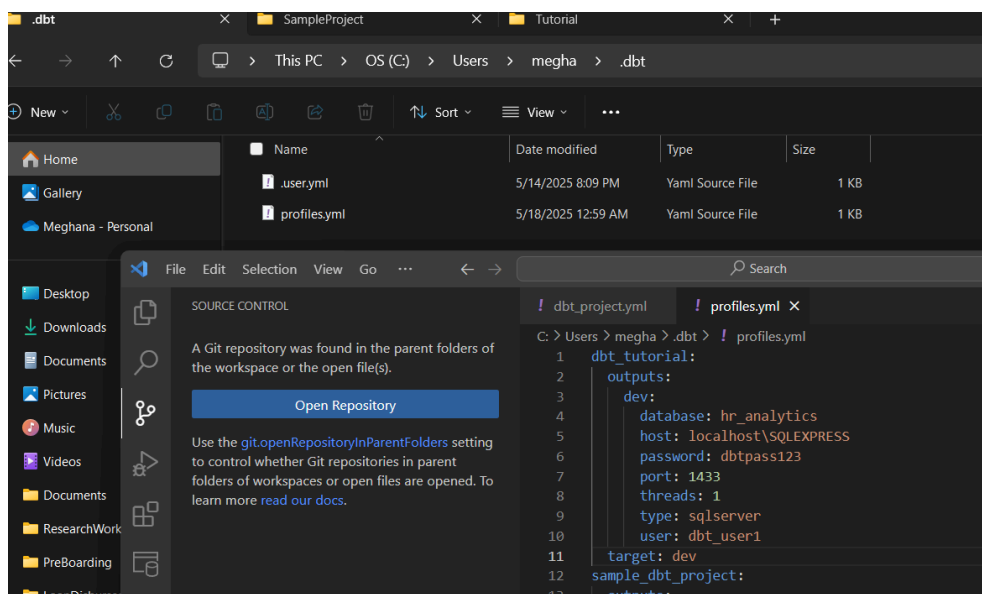 .dbt
SampleProject
Tutorial
This PC > OS (C:) > Users > megha > .dbt
New
Sort
View
Name
Date modified
Type
Size
.user.yml
5/14/2025 8:09 PM
Yaml Source File
1 KB
profiles.yml
5/18/2025 12:59 AM
Yaml Source File
1 KB
Home
Gallery
Meghana - Personal
Desktop
Downloads
Documents
Pictures
Music
Videos
Documents
ResearchWork
PreBoarding
File Edit Selection View Go ...
Search
SOURCE CONTROL
A Git repository was found in the parent folders of
the workspace or the open file(s).
Open Repository
Use the git.openRepositoryInParentFolders setting
to control whether Git repositories in parent
folders of workspaces or open files are opened. To
learn more read our docs.
dbt_project.yml
profiles.yml
C: > Users > megha > .dbt > ! profiles.yml
1 dbt_tutorial:
2 outputs:
3 dev:
4 database: hr_analytics
5 host: localhost\SQLEXPRESS
6 password: dbtpass123
7 port: 1433
8 threads: 1
9 type: sqlserver
10 user: dbt_user1
11 target: dev
12 sample_dbt_project: